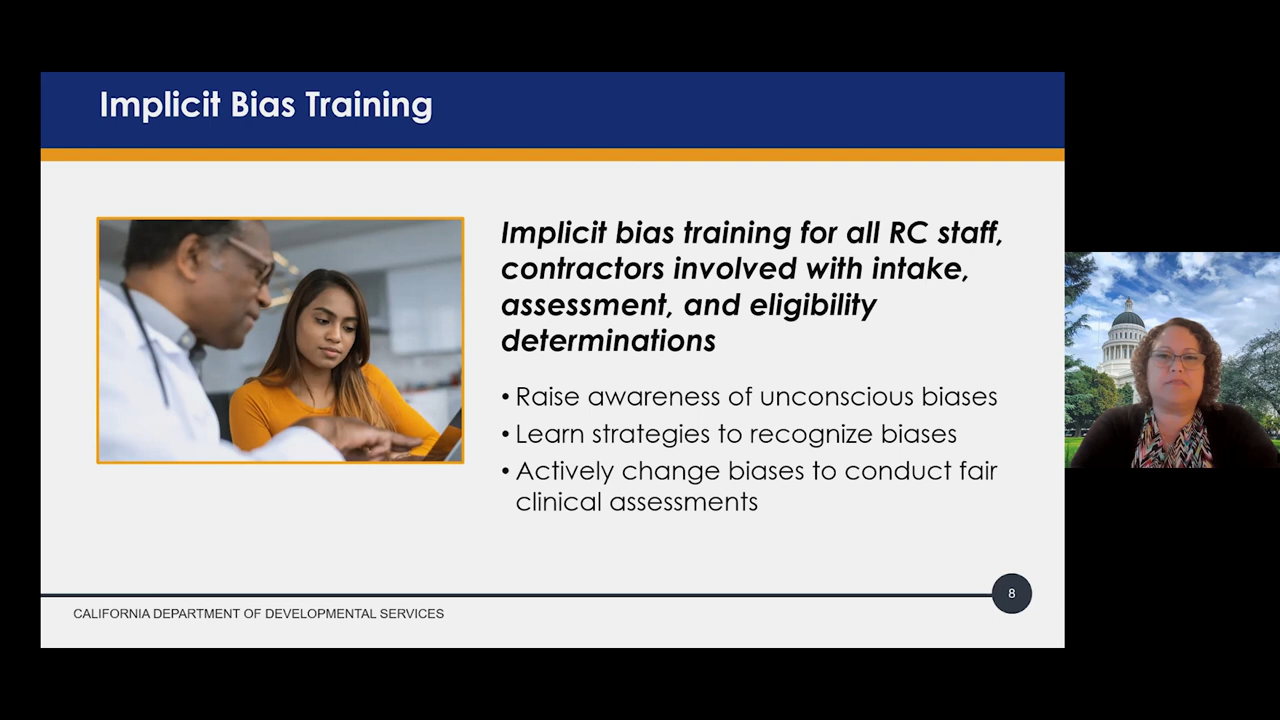 Implicit Bias Training
Implicit bias training for all RC staff,
contractors involved with intake,
assessment, and eligibility
determinations
• Raise awareness of unconscious biases
• Learn strategies to recognize biases
• Actively change biases to conduct fair
clinical assessments
8
CALIFORNIA DEPARTMENT OF DEVELOPMENTAL SERVICES